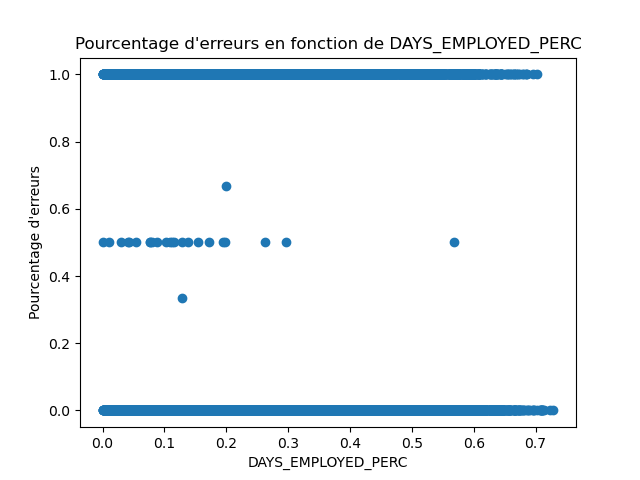 Pourcentage d'erreurs en fonction de DAYS_EMPLOYED_PERC
1.0
0.8
0.6
0.4
0.2
0.0
Pourcentage d'erreurs
0.0 0.1 0.2 0.3 0.4 0.5 0.6 0.7
DAYS_EMPLOYED_PERC